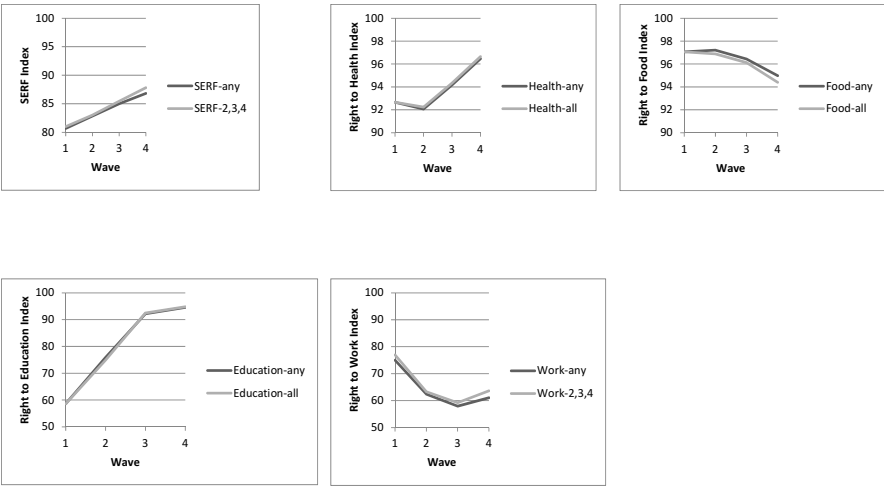 SERF Index
100
95
90
85
80
1 2 3 4
Wave
SERF-any
SERF-2,3,4
Right to Health Index
100
98
96
94
92
90
1 2 3 4
Wave
Health-any
Health-all
Right to Food Index
100
98
96
94
92
90
1 2 3 4
Wave
Food-any
Food-all
Right to Education Index
100
90
80
70
60
50
1 2 3 4
Wave
Education-any
Education-all
Right to Work Index
100
90
80
70
60
50
1 2 3 4
Wave
Work-any
Work-2,3,4